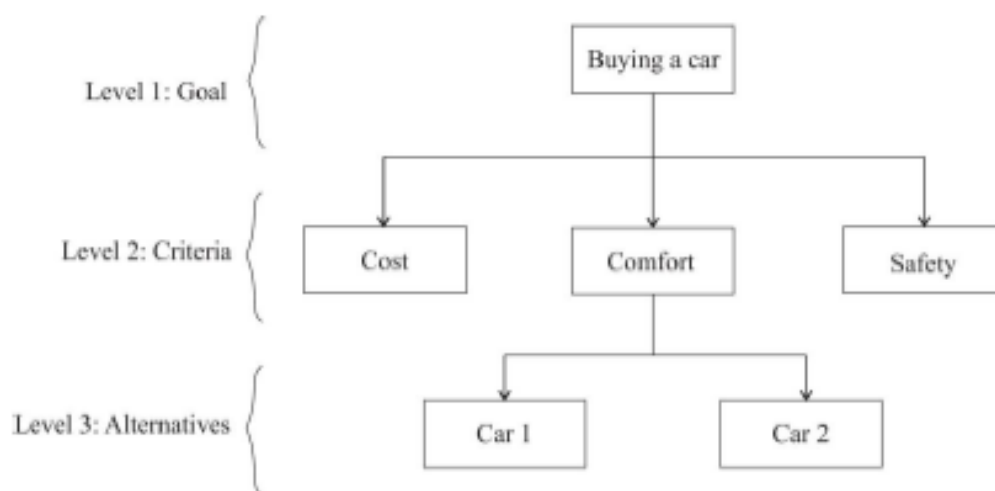 Buying a car
Level 1: Goal
Level 2: Criteria
Cost
Comfort
Safety
Level 3: Alternatives
Car 1
Car 2